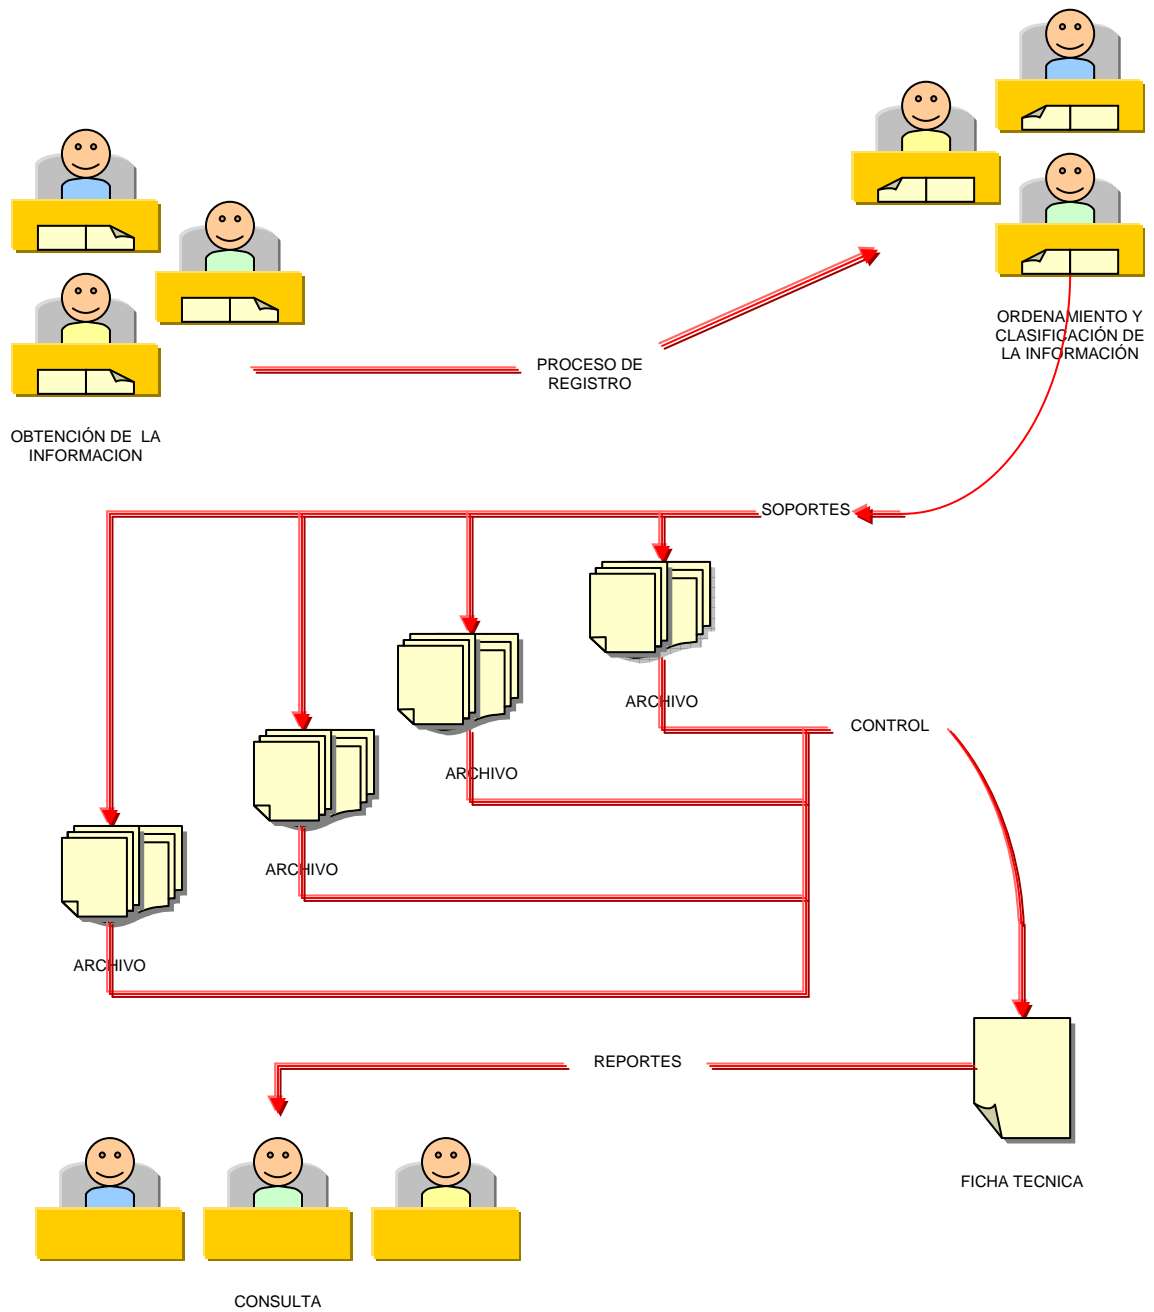 ORDENAMIENTO Y
CLASIFICACIÓN DE
LA INFORMACIÓN
PROCESO DE
REGISTRO
OBTENCIÓN DE LA
INFORMACION
SOPORTES
ARCHIVO
CONTROL
ARCHIVO
ARCHIVO
ARCHIVO
REPORTES
FICHA TECNICA
CONSULTA